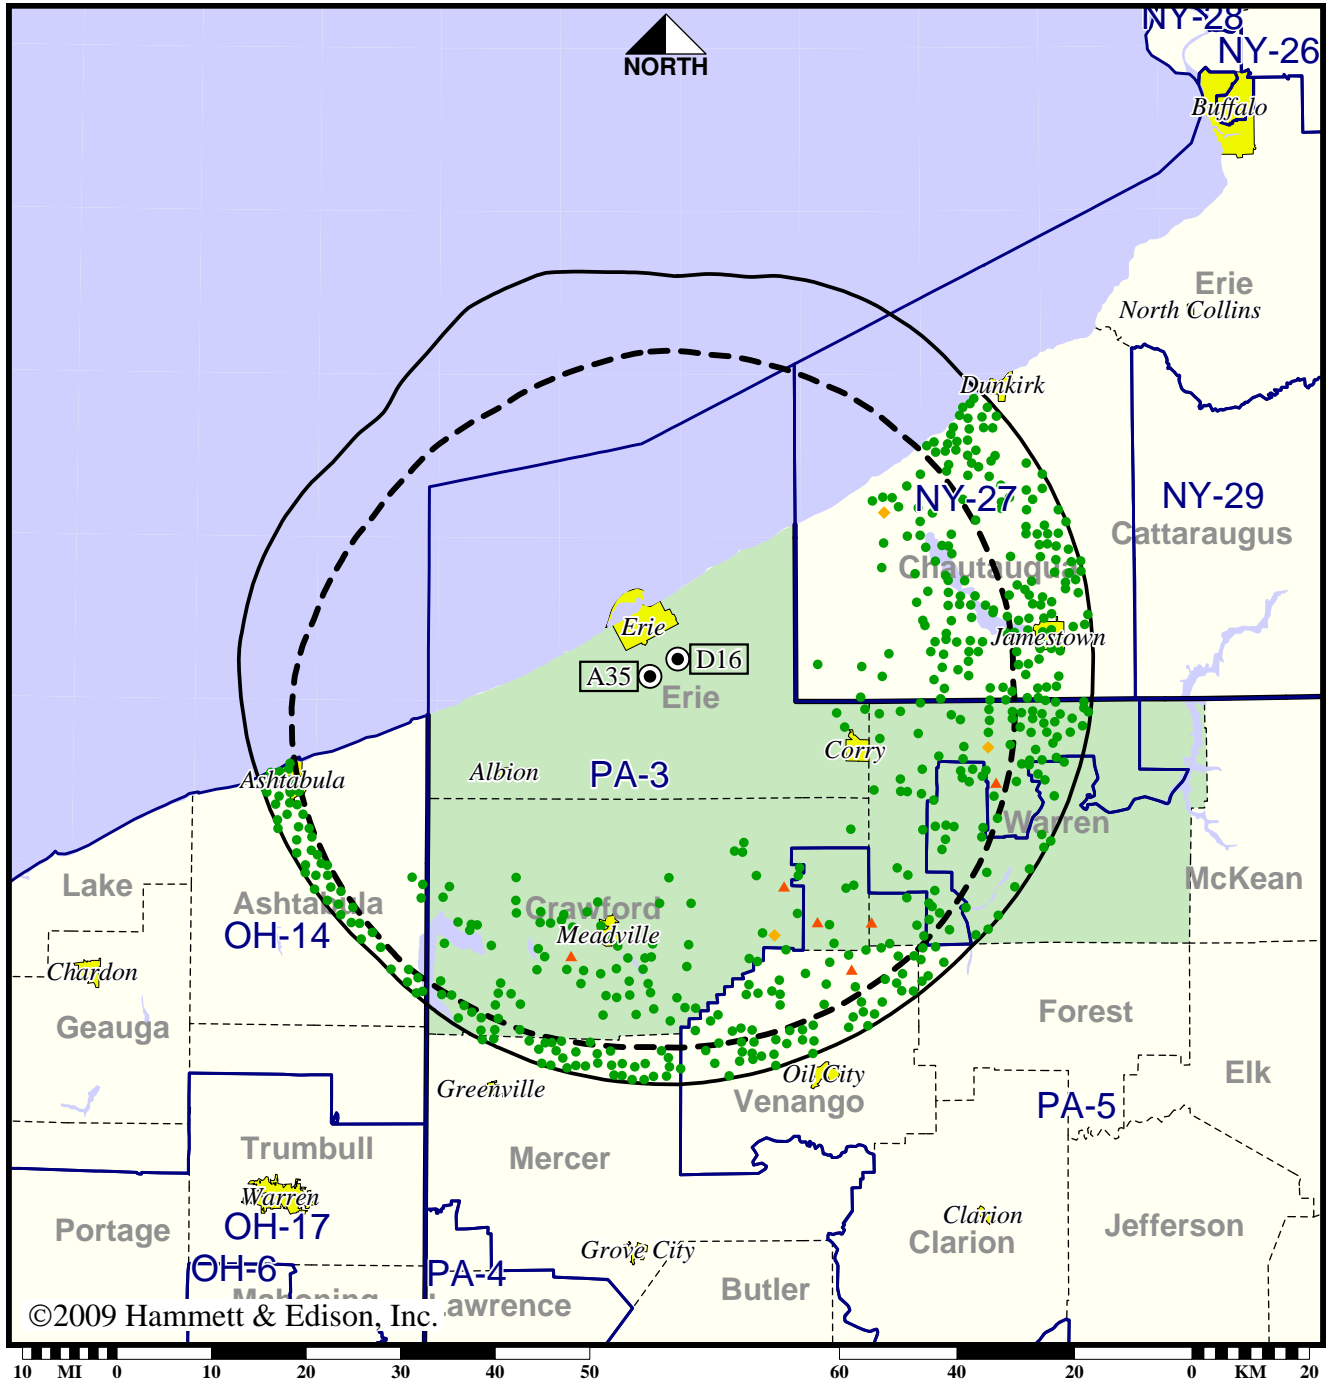 NY-28
NORTH
NY-26
Buffalo
Erie
North Collins
Dunkirk
NY-27
NY-29
Cattaraugus
Chautauqua
Erie
Jamestown
D16
A35
Erie
Corry
Albion
PA-3
Ashtabula
Warren
Lake
McKean
Ashtabula
Crawford
OH-14
Meadville
Chardon
Forest
Geauga
Elk
Oil City
Greenville
Venango
PA-5
Trumbull
Mercer
Warren
Clarion
OH-17
Portage
Jefferson
Clarion
Grove City
OH-6
PA-4
Butler
Mahoning
Lawrence
©2009 Hammett & Edison, Inc.
10 MI 0 10 20 30 40 50 60 40 20 0 KM 20